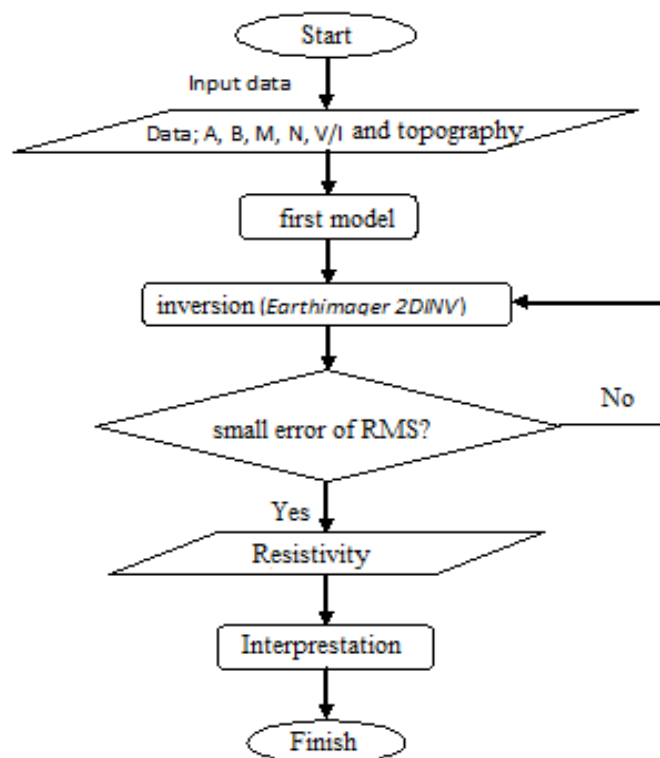 Start
Input data
Data; A, B, M, N, V/I and topography
first model
inversion (Earthimager 2DINV)
No
small error of RMS?
Yes
Resistivity
Interprestation
Finish